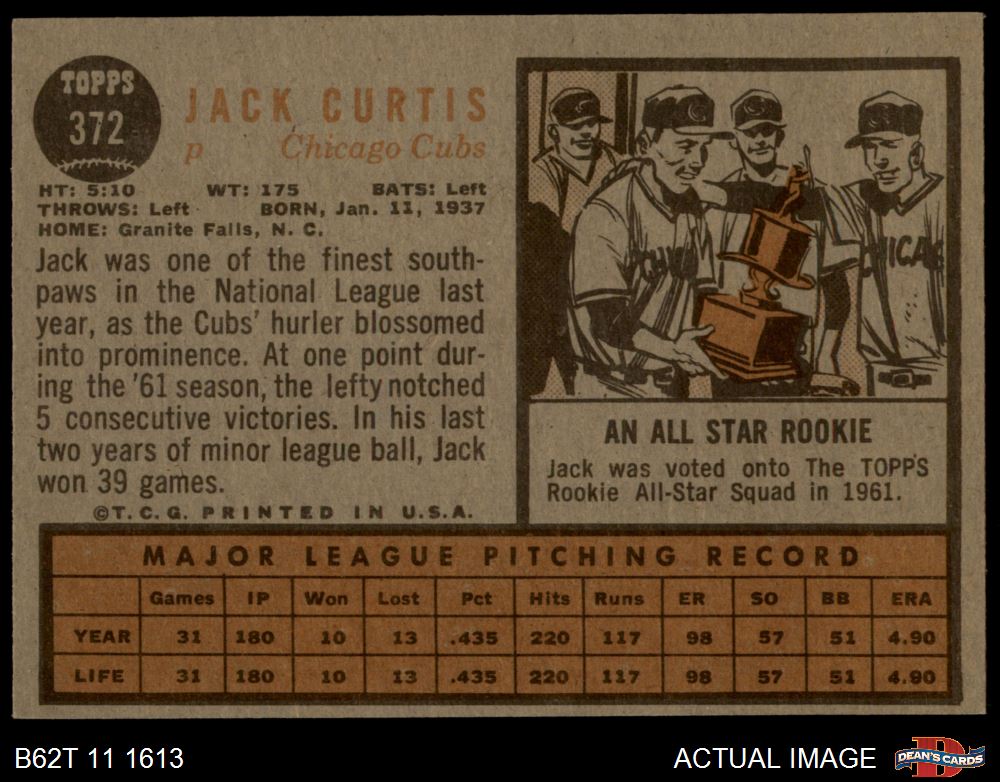 TOPPS
372
JACK CURTIS
p Chicago Cubs
HT: 5:10 WT: 175 BATS: Left
THROWS: Left BORN, Jan. 11, 1937
HOME: Granite Falls, N. C.
Jack was one of the finest south-
paws in the National League last
year, as the Cubs' hurler blossomed
into prominence. At one point dur-
ing the '61 season, the lefty notched
5 consecutive victories. In his last
two years of minor league ball, Jack
won 39 games.
©T. C. G. PRINTED IN U.S.A.
C
CHICAG
AN ALL STAR ROOKIE
Jack was voted onto The TOPPS
Rookie All-Star Squad in 1961.
MAJOR LEAGUE PITCHING RECORD
Games IP Won Lost Pct Hits Runs ER SO BB ERA
YEAR 31 180 10 13 .435 220 117 98 57 51 4.90
LIFE 31 180 10 13 .435 220 117 98 57 51 4.90
B62T 11 1613 ACTUAL IMAGE
D
DEAN'S CARDS